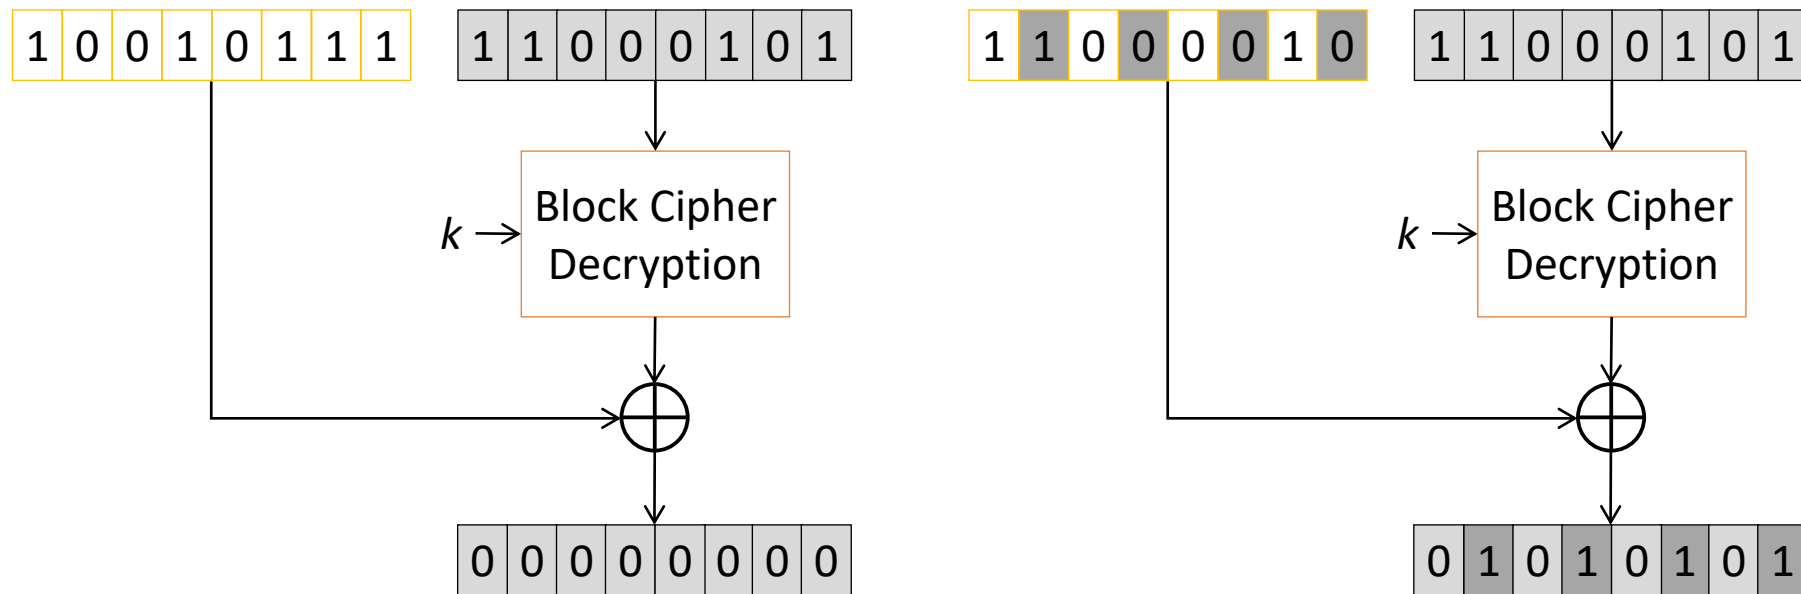 1 0 0 1 0 1 1 1
1 1 0 0 0 1 0 1
1 1 0 0 0 0 1 0
1 1 0 0 0 1 0 1
k
Block Cipher
Decryption
k
Block Cipher
Decryption
0 0 0 0 0 0 0 0
0 1 0 1 0 1 0 1